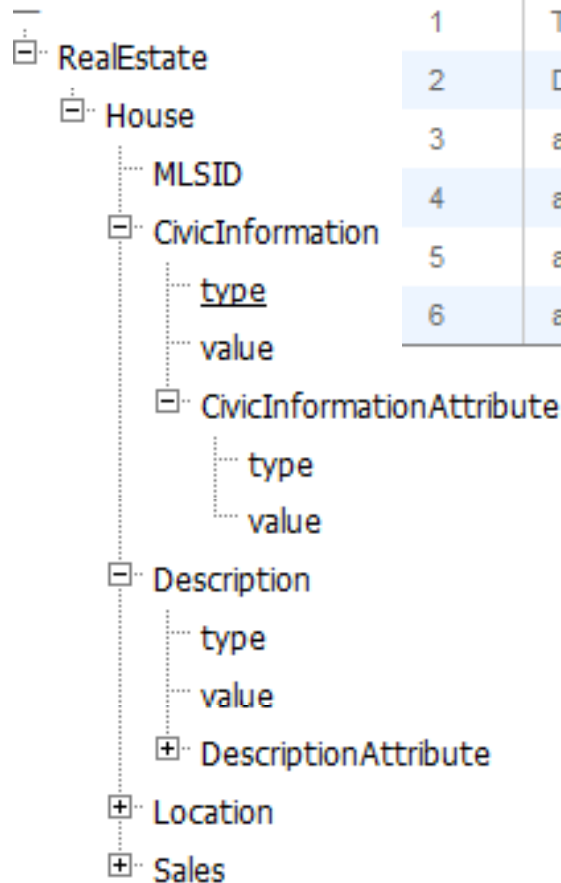 RealEstate
House
MLSID
CivicInformation
type
value
CivicInformationAttribute
type
value
Description
type
value
DescriptionAttribute
Location
Sales
1
2
3 a
4 a
5 a
6 a